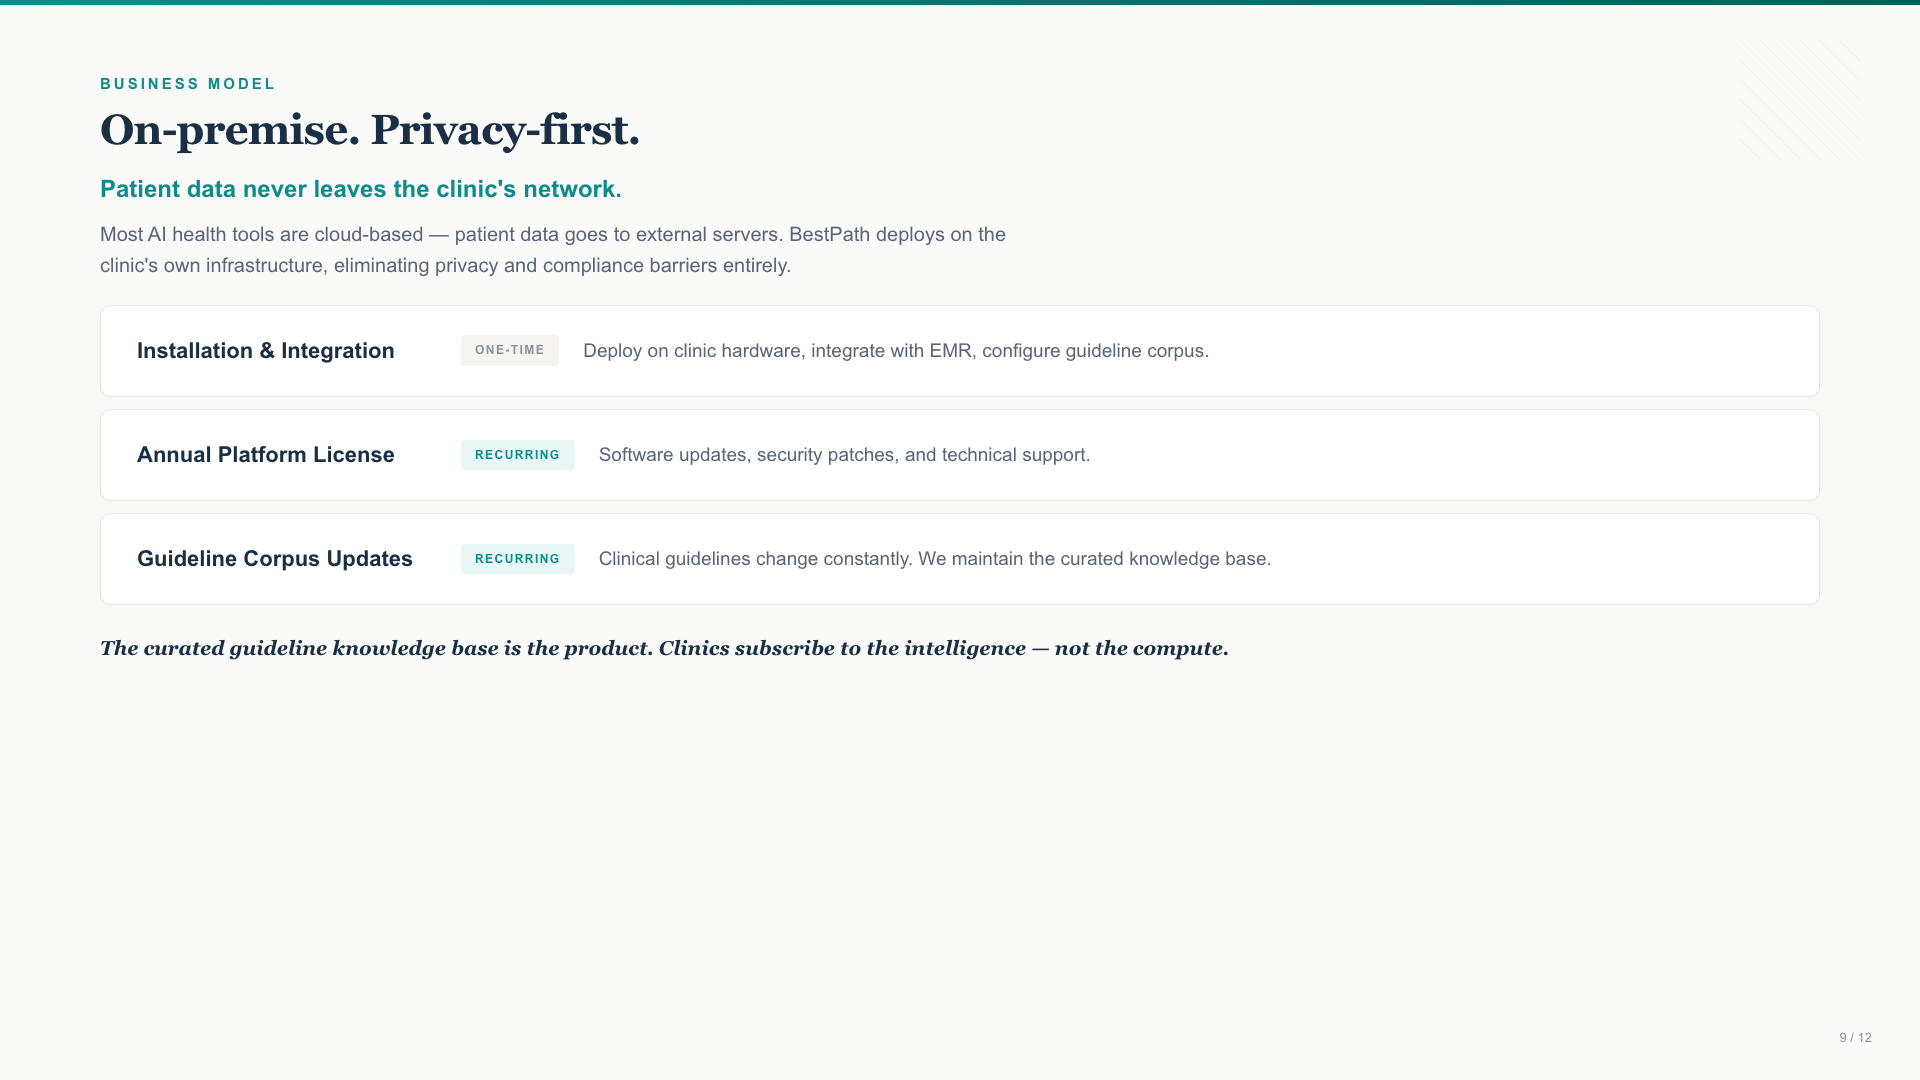 BUSINESS MODEL
On-premise. Privacy-first.
Patient data never leaves the clinic's network.
Most AI health tools are cloud-based — patient data goes to external servers. BestPath deploys on the
clinic's own infrastructure, eliminating privacy and compliance barriers entirely.
Installation & Integration ONE-TIME Deploy on clinic hardware, integrate with EMR, configure guideline corpus.
Annual Platform License RECURRING Software updates, security patches, and technical support.
Guideline Corpus Updates RECURRING Clinical guidelines change constantly. We maintain the curated knowledge base.
The curated guideline knowledge base is the product. Clinics subscribe to the intelligence — not the compute.
9 / 12